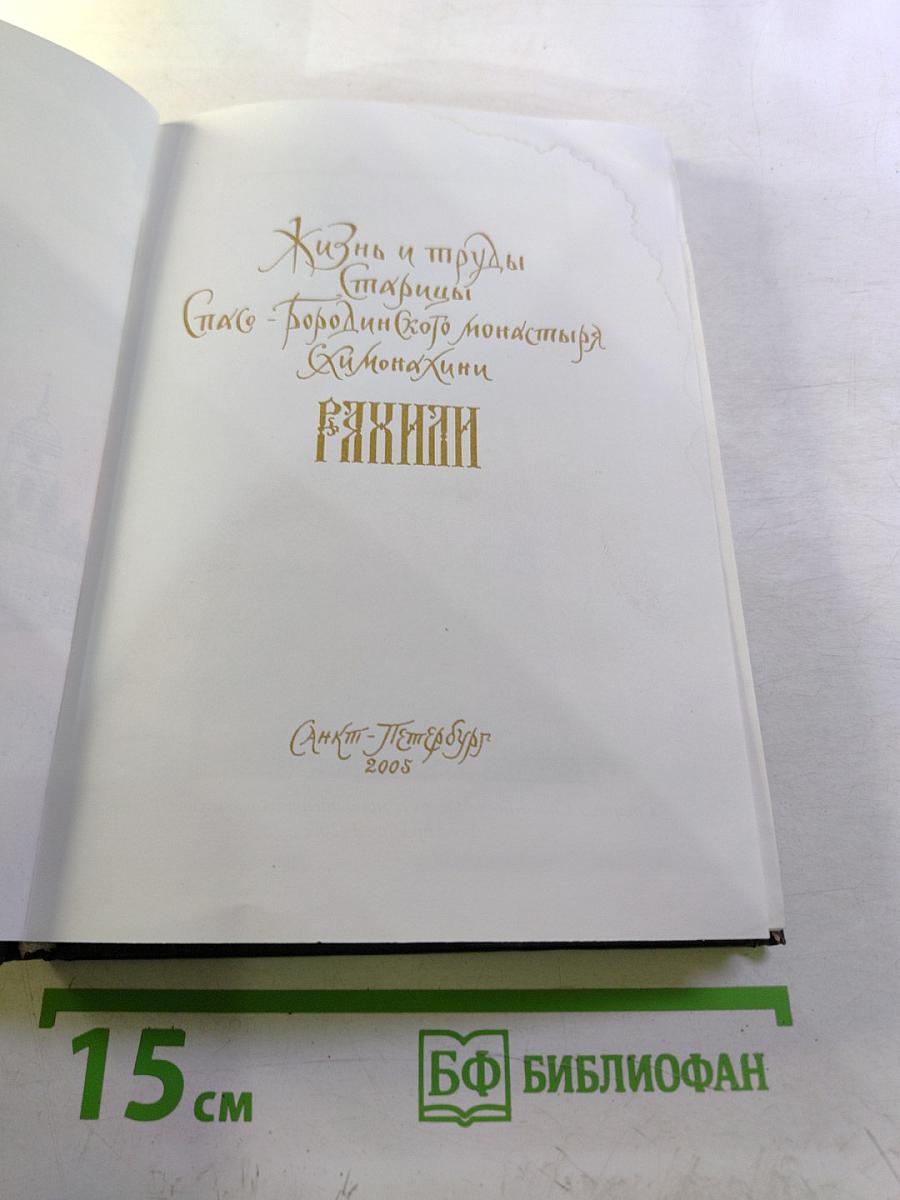 Жизнь и труды
Старицы
Спасо-Бородинского монастыря
схимонахини
РАХИЛИ
Санкт-Петербург
2005
15 см
БФ БИБЛИОФАН